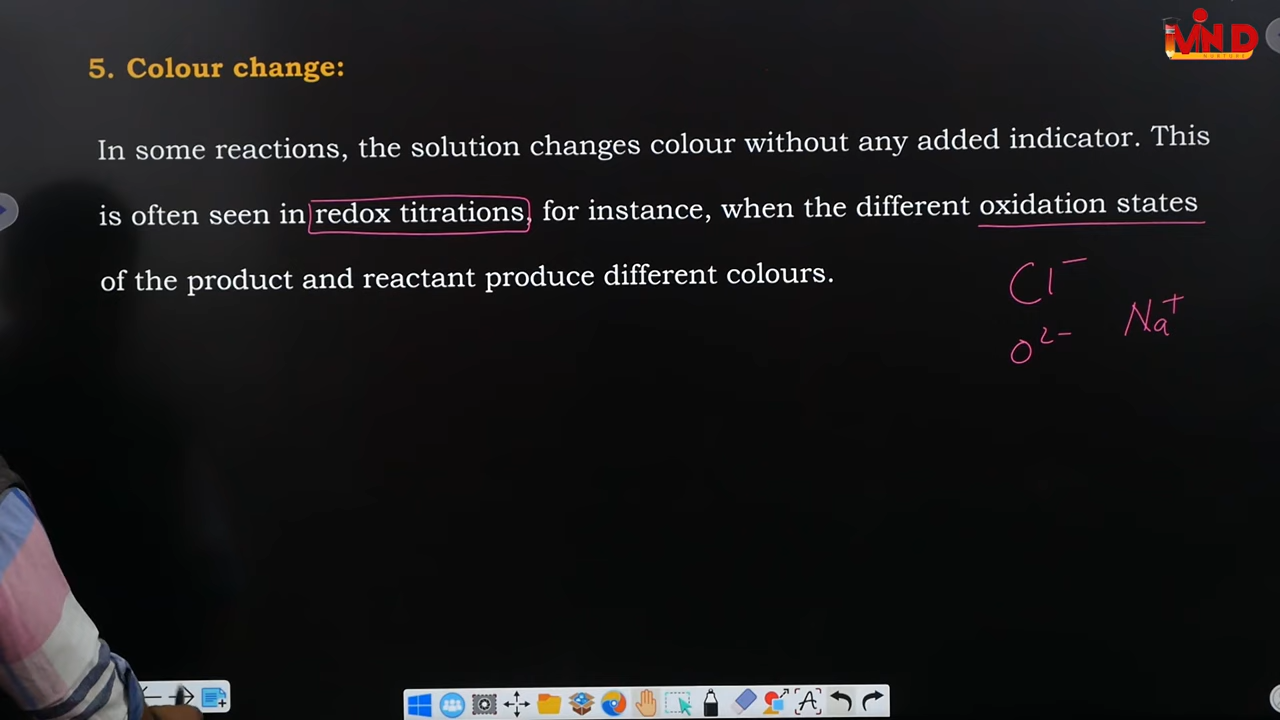 MIND
NURTURE
5. Colour change:
In some reactions, the solution changes colour without any added indicator. This
is often seen in redox titrations, for instance, when the different oxidation states
of the product and reactant produce different colours.
Cl⁻
Na⁺
O²⁻
A